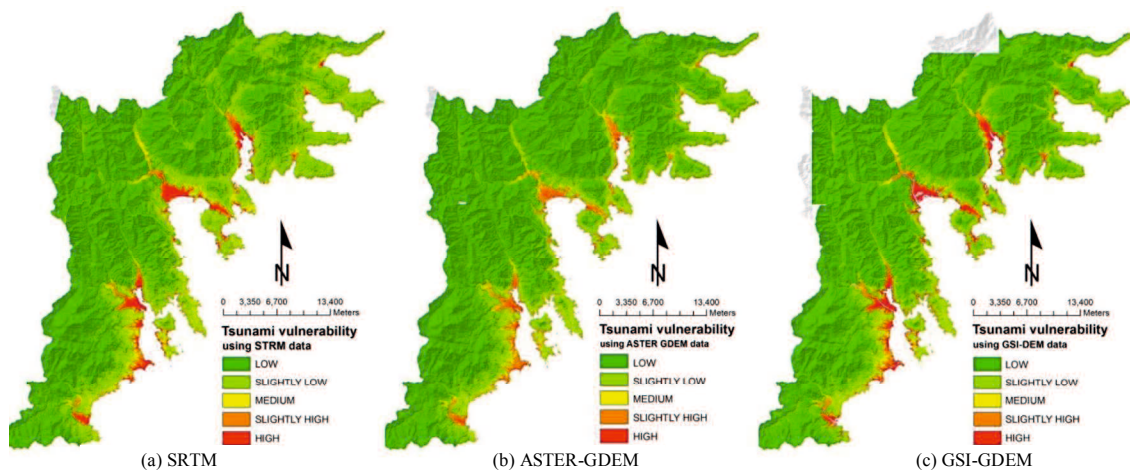 N
0 3,350 6,700 13,400
Meters
Tsunami vulnerability
using STRM data
LOW
SLIGHTLY LOW
MEDIUM
SLIGHTLY HIGH
HIGH
(a) SRTM
N
0 3,350 6,700 13,400
Meters
Tsunami vulnerability
using ASTER GDEM data
LOW
SLIGHTLY LOW
MEDIUM
SLIGHTLY HIGH
HIGH
(b) ASTER-GDEM
N
0 3,350 6,700 13,400
Meters
Tsunami vulnerability
using GSI-DEM data
LOW
SLIGHTLY LOW
MEDIUM
SLIGHTLY HIGH
HIGH
(c) GSI-GDEM